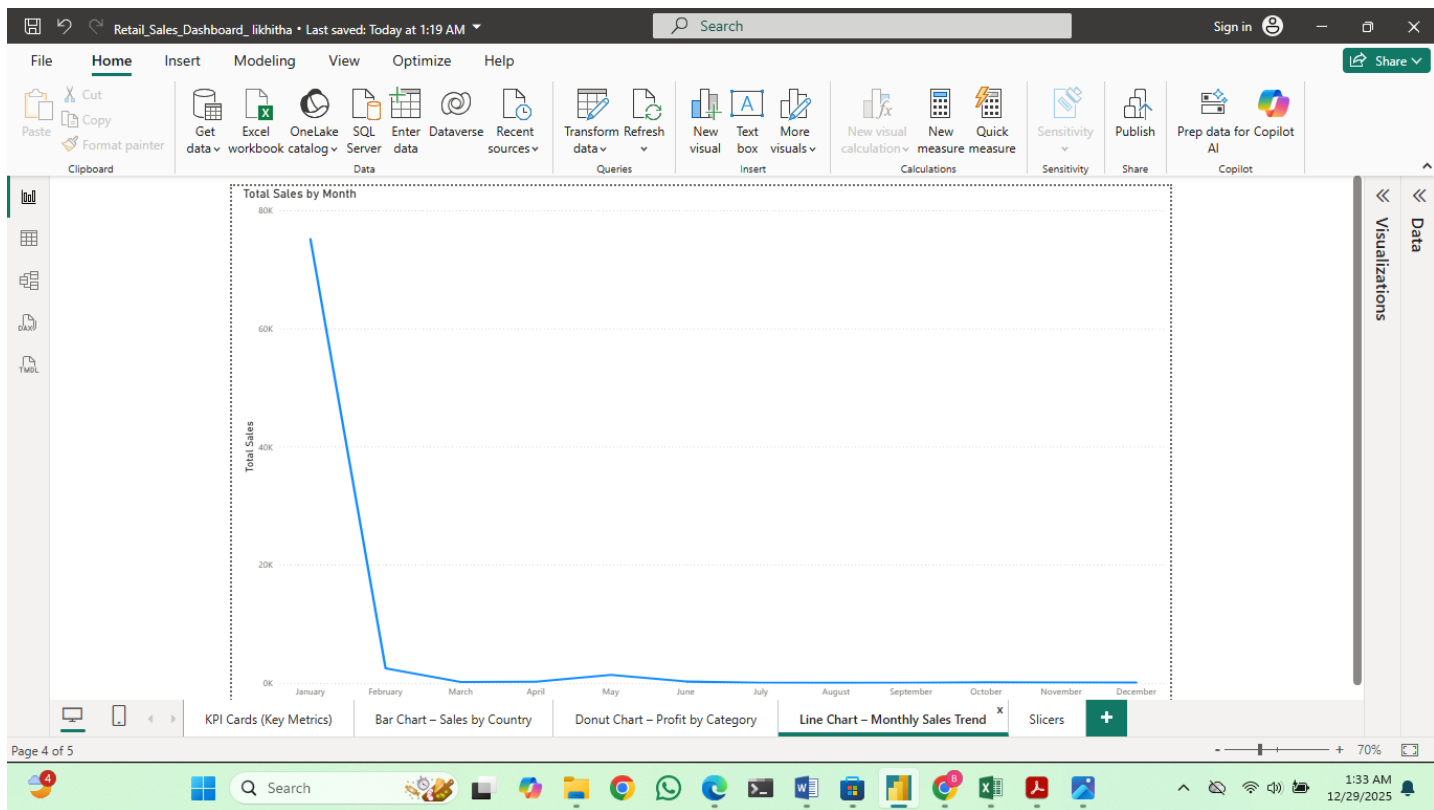 Retail_Sales_Dashboard_ likhitha • Last saved: Today at 1:19 AM
Search
Sign in
File Home Insert Modeling View Optimize Help
Share
Paste
Cut
Copy
Format painter
Clipboard
Get data
Excel workbook
OneLake catalog
SQL Server
Enter data
Dataverse
Recent sources
Data
Transform data
Refresh
Queries
New visual
A
Text box
More visuals
Insert
fx
New visual calculation
New measure
Quick measure
Calculations
Sensitivity
Sensitivity
Publish
Share
Prep data for AI
Copilot
Copilot
DAX
TMDL
Total Sales by Month
80K
60K
40K
20K
0K
Total Sales
January February March April May June July August September October November December
Visualizations
Data
KPI Cards (Key Metrics)
Bar Chart – Sales by Country
Donut Chart – Profit by Category
Line Chart – Monthly Sales Trend x
Slicers
+
Page 4 of 5
- + 70%
4
Search
B
1:33 AM
12/29/2025